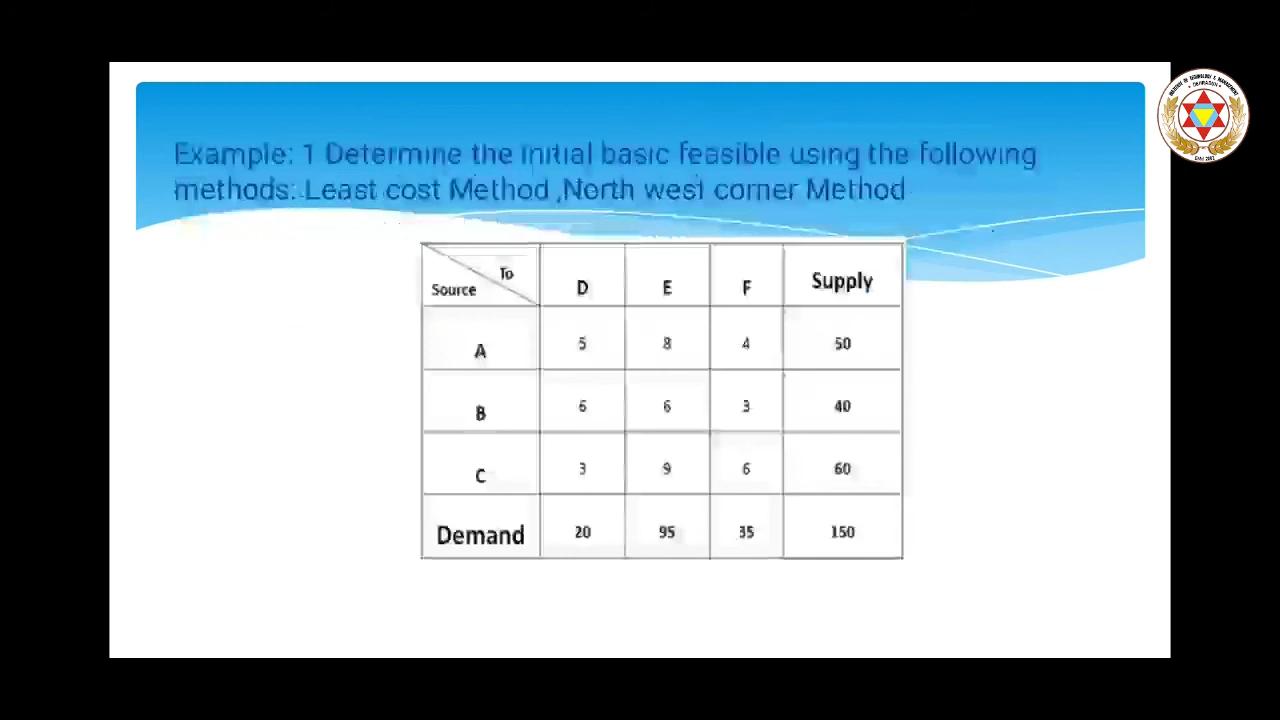 Example: 1 Determine the Initial basic feasible using the following
methods: Least cost Method ,North west corner Method
To
Source D E F Supply
A 5 8 4 50
B 6 6 3 40
C 3 9 6 60
Demand 20 95 35 150